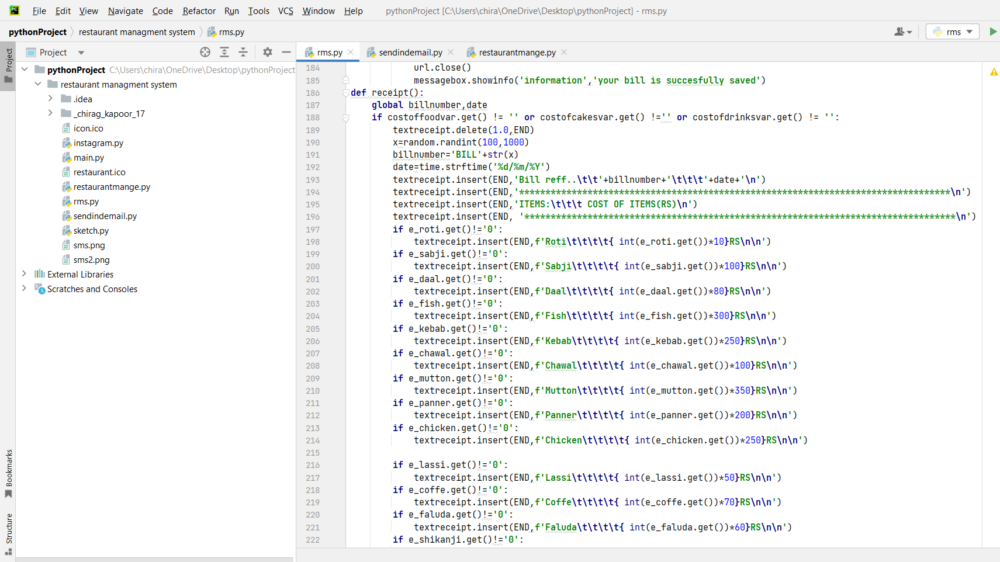 PC File Edit View Navigate Code Refactor Run Tools VCS Window Help pythonProject [C:\Users\chira\OneDrive\Desktop\pythonProject] - rms.py
pythonProject restaurant managment system rms.py rms
Project
Project
rms.py sendindemail.py restaurantmange.py
pythonProject C:\Users\chira\OneDrive\Desktop\pythonProject
restaurant managment system
.idea
_chirag_kapoor_17
icon.ico
instagram.py
main.py
restaurant.ico
restaurantmange.py
rms.py
sendindemail.py
sketch.py
sms.png
sms2.png
External Libraries
Scratches and Consoles
Bookmarks
Structure
184 url.close()
185 messagebox.showinfo('information','your bill is succesfully saved')
186 def receipt():
187 global billnumber,date
188 if costoffoodvar.get() != '' or costofcakesvar.get() !='' or costofdrinksvar.get() != '':
189 textreceipt.delete(1.0,END)
190 x=random.randint(100,1000)
191 billnumber='BILL'+str(x)
192 date=time.strftime('%d/%m/%Y')
193 textreceipt.insert(END,'Bill reff..\t\t'+billnumber+'\t\t\t'+date+'\n')
194 textreceipt.insert(END,'**********************************************************************************\n')
195 textreceipt.insert(END,'ITEMS:\t\t\t COST OF ITEMS(RS)\n')
196 textreceipt.insert(END, '**********************************************************************************\n')
197 if e_roti.get()!='0':
198 textreceipt.insert(END,f'Roti\t\t\t\t{ int(e_roti.get())*10}RS\n\n')
199 if e_sabji.get()!='0':
200 textreceipt.insert(END,f'Sabji\t\t\t\t{ int(e_sabji.get())*100}RS\n\n')
201 if e_daal.get()!='0':
202 textreceipt.insert(END,f'Daal\t\t\t\t{ int(e_daal.get())*80}RS\n\n')
203 if e_fish.get()!='0':
204 textreceipt.insert(END,f'Fish\t\t\t\t{ int(e_fish.get())*300}RS\n\n')
205 if e_kebab.get()!='0':
206 textreceipt.insert(END,f'Kebab\t\t\t\t{ int(e_kebab.get())*250}RS\n\n')
207 if e_chawal.get()!='0':
208 textreceipt.insert(END,f'Chawal\t\t\t\t{ int(e_chawal.get())*100}RS\n\n')
209 if e_mutton.get()!='0':
210 textreceipt.insert(END,f'Mutton\t\t\t\t{ int(e_mutton.get())*350}RS\n\n')
211 if e_panner.get()!='0':
212 textreceipt.insert(END,f'Panner\t\t\t\t{ int(e_panner.get())*200}RS\n\n')
213 if e_chicken.get()!='0':
214 textreceipt.insert(END,f'Chicken\t\t\t\t{ int(e_chicken.get())*250}RS\n\n')
215
216 if e_lassi.get()!='0':
217 textreceipt.insert(END,f'Lassi\t\t\t\t{ int(e_lassi.get())*50}RS\n\n')
218 if e_coffe.get()!='0':
219 textreceipt.insert(END,f'Coffe\t\t\t\t{ int(e_coffe.get())*70}RS\n\n')
220 if e_faluda.get()!='0':
221 textreceipt.insert(END,f'Faluda\t\t\t\t{ int(e_faluda.get())*60}RS\n\n')
222 if e_shikanji.get()!='0':